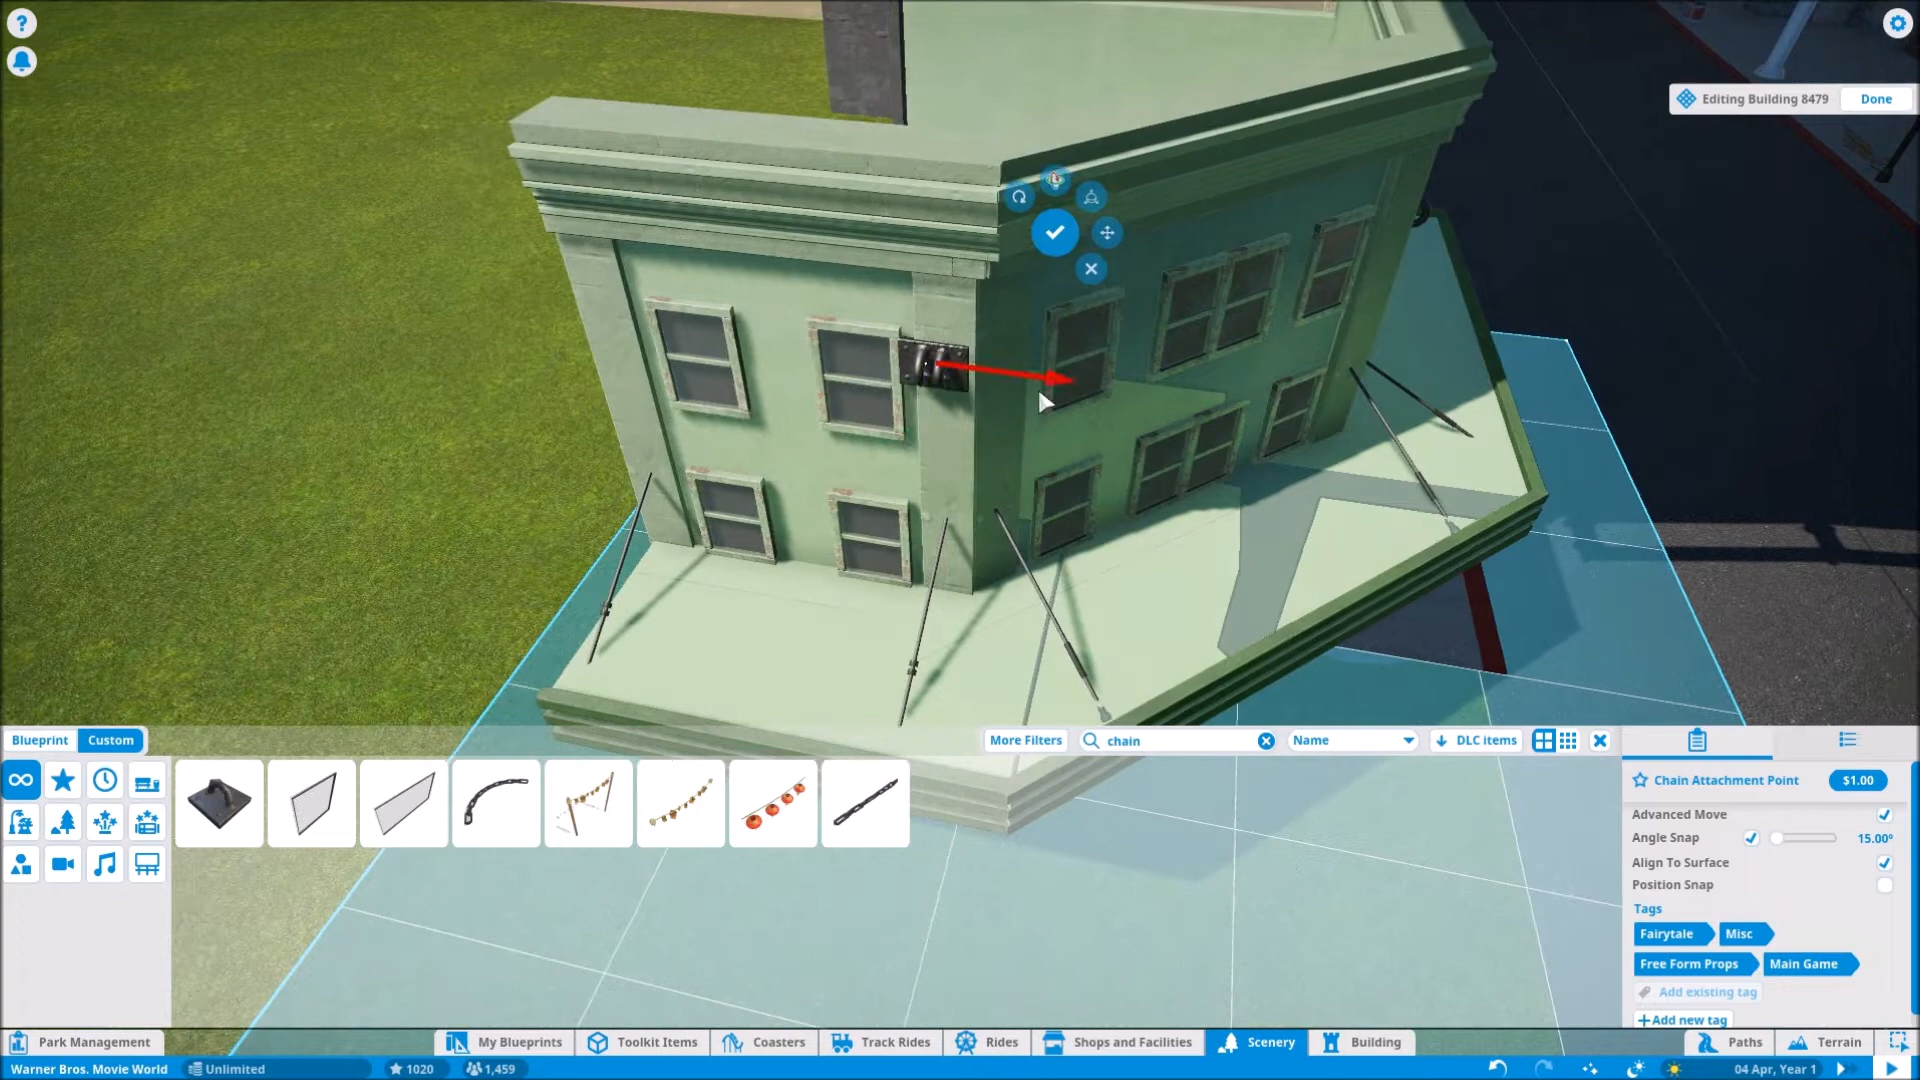 ?
Editing Building 8479 Done
Blueprint Custom
More Filters chain Name DLC items
Chain Attachment Point $1.00
Advanced Move
Angle Snap 15.00°
Align To Surface
Position Snap
Tags
Fairytale Misc
Free Form Props Main Game
Add existing tag
+Add new tag
Park Management My Blueprints Toolkit Items Coasters Track Rides Rides Shops and Facilities Scenery Building Paths Terrain
Warner Bros. Movie World Unlimited 1020 1,459 04 Apr, Year 1